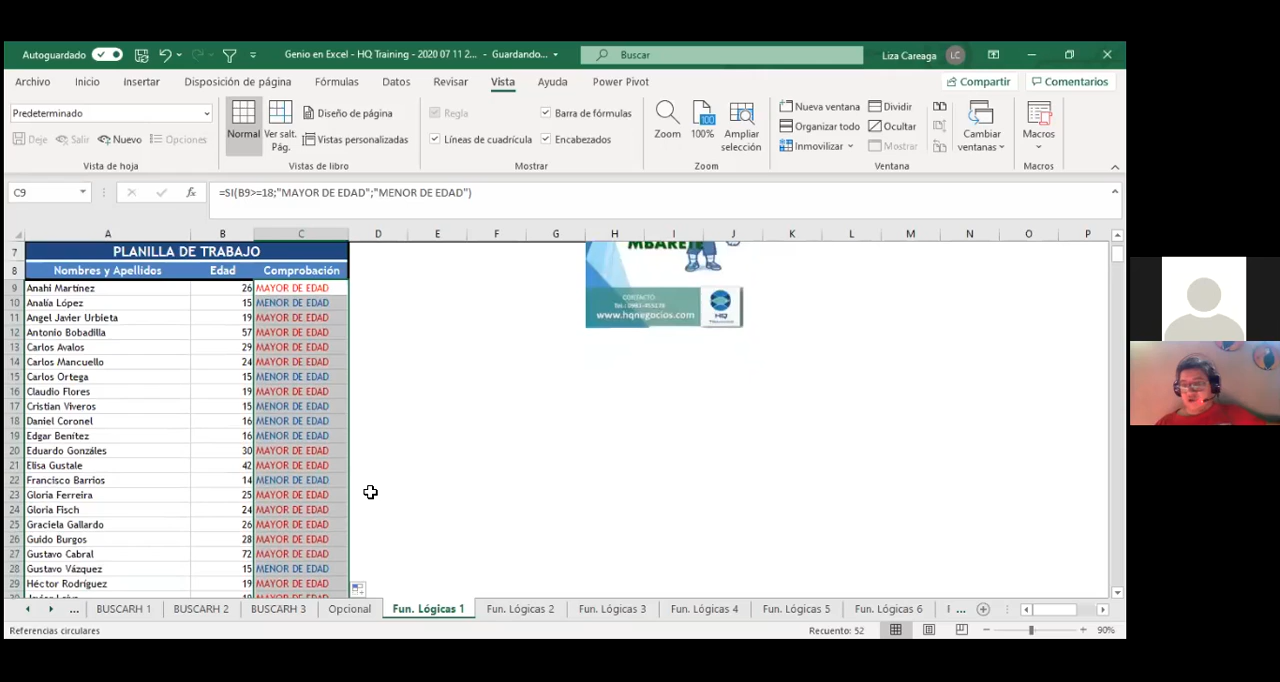 Autoguardado
Genio en Excel - HQ Training - 2020 07 11 2... - Guardando...
Buscar
Liza Careaga
LC
Archivo Inicio Insertar Disposición de página Fórmulas Datos Revisar Vista Ayuda Power Pivot
Compartir
Comentarios
Predeterminado
Deje Salir Nuevo Opciones
Vista de hoja
Normal
Ver salt. Pág.
Diseño de página
Vistas personalizadas
Vistas de libro
Regla
Barra de fórmulas
Líneas de cuadrícula
Encabezados
Mostrar
Zoom
100
100%
Ampliar selección
Zoom
Nueva ventana
Organizar todo
Inmovilizar
Dividir
Ocultar
Mostrar
Cambiar ventanas
Ventana
Macros
Macros
C9
fx
=SI(B9>=18;"MAYOR DE EDAD";"MENOR DE EDAD")
A B C D E F G H I J K L M N O P
7 PLANILLA DE TRABAJO
8 Nombres y Apellidos Edad Comprobación
9 Anahi Martínez 26 MAYOR DE EDAD
10 Analía López 15 MENOR DE EDAD
11 Angel Javier Urbieta 19 MAYOR DE EDAD
12 Antonio Bobadilla 57 MAYOR DE EDAD
13 Carlos Avalos 29 MAYOR DE EDAD
14 Carlos Mancuello 24 MAYOR DE EDAD
15 Carlos Ortega 15 MENOR DE EDAD
16 Claudio Flores 19 MAYOR DE EDAD
17 Cristian Viveros 15 MENOR DE EDAD
18 Daniel Coronel 16 MENOR DE EDAD
19 Edgar Benítez 16 MENOR DE EDAD
20 Eduardo Gonzáles 30 MAYOR DE EDAD
21 Elisa Gustale 42 MAYOR DE EDAD
22 Francisco Barrios 14 MENOR DE EDAD
23 Gloria Ferreira 25 MAYOR DE EDAD
24 Gloria Fisch 24 MAYOR DE EDAD
25 Graciela Gallardo 26 MAYOR DE EDAD
26 Guido Burgos 28 MAYOR DE EDAD
27 Gustavo Cabral 72 MAYOR DE EDAD
28 Gustavo Vázquez 15 MENOR DE EDAD
29 Héctor Rodríguez 19 MAYOR DE EDAD
MBARETE
CONTACTO
www.hqnegocios.com
HQ
... BUSCARH 1 BUSCARH 2 BUSCARH 3 Opcional Fun. Lógicas 1 Fun. Lógicas 2 Fun. Lógicas 3 Fun. Lógicas 4 Fun. Lógicas 5 Fun. Lógicas 6 ...
Referencias circulares
Recuento: 52
90%